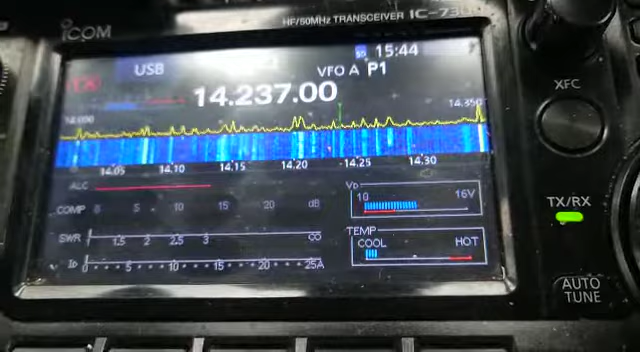 ICOM
HF/50MHz TRANSCEIVER IC-73
15:44
USB
VFO A P1
14.237.00
14.000 14.350
14.05 14.10 14.15 14.20 14.25 14.30
ALC
COMP 0 5 10 15 20 dB
SWR 1 1.5 2 2.5 3 ∞
ID 0 5 10 15 20 25A
VD
10 16V
TEMP
COOL HOT
XFC
TX/RX
AUTO
TUNE